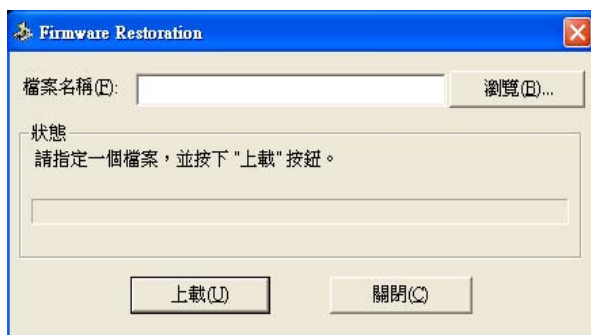 Firmware Restoration
檔案名稱(F):
瀏覽(B)...
狀態
請指定一個檔案，並按下 "上載" 按鈕。
上載(U)
關閉(C)